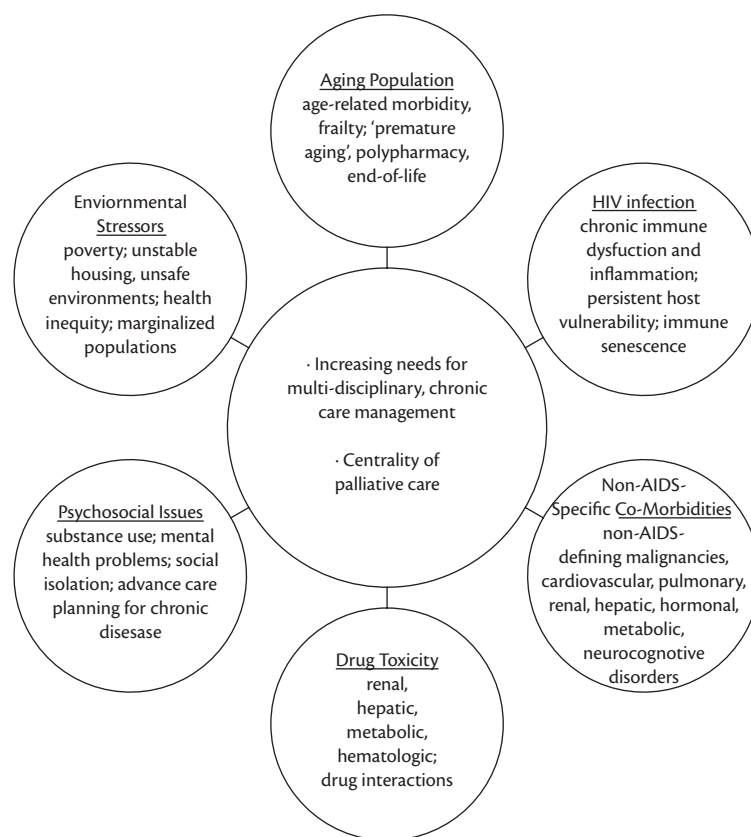 Aging Population
age-related morbidity,
frailty; ‘premature
aging’, polypharmacy,
end-of-life
Enviornmental
Stressors
poverty; unstable
housing, unsafe
environments; health
inequity; marginalized
populations
HIV infection
chronic immune
dysfuction and
inflammation;
persistent host
vulnerability; immune
senescence
· Increasing needs for
multi-disciplinary, chronic
care management
· Centrality of
palliative care
Psychosocial Issues
substance use; mental
health problems; social
isolation; advance care
planning for chronic
disesase
Non-AIDS-
Specific Co-Morbidities
non-AIDS-
defining malignancies,
cardiovascular, pulmonary,
renal, hepatic, hormonal,
metabolic,
neurocognotive
disorders
Drug Toxicity
renal,
hepatic,
metabolic,
hematologic;
drug interactions